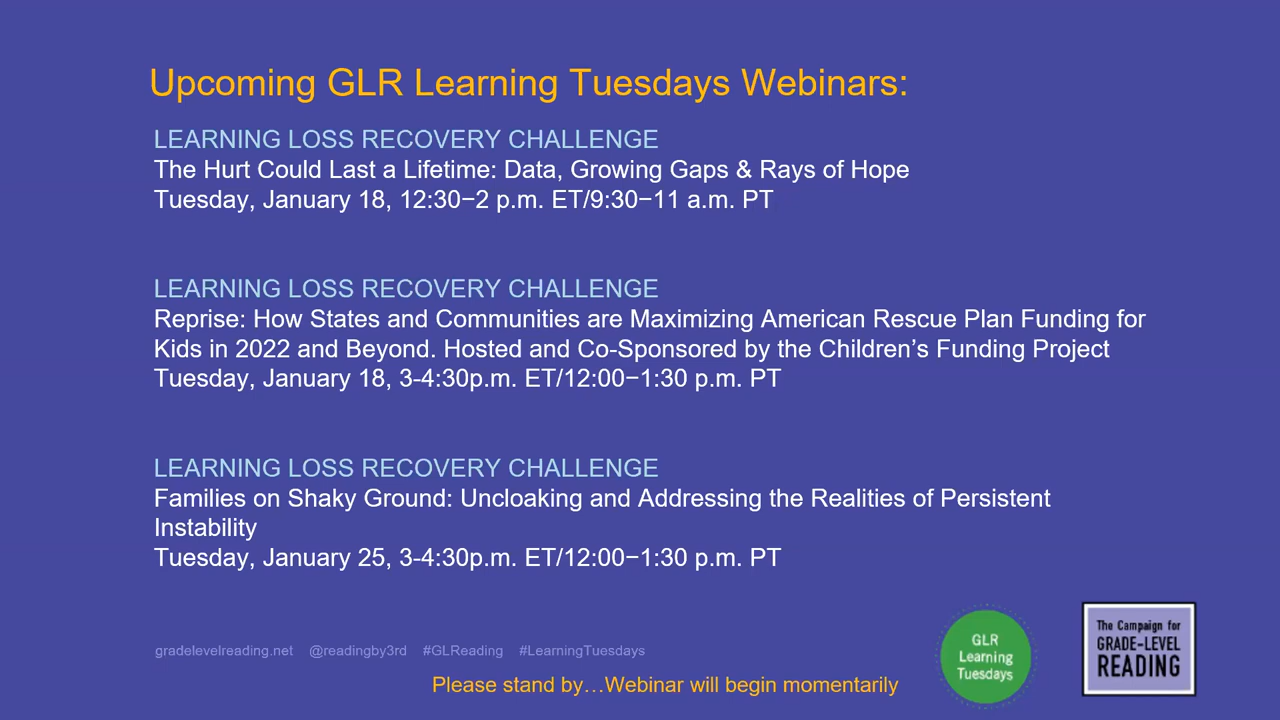 Upcoming GLR Learning Tuesdays Webinars:
LEARNING LOSS RECOVERY CHALLENGE
The Hurt Could Last a Lifetime: Data, Growing Gaps & Rays of Hope
Tuesday, January 18, 12:30−2 p.m. ET/9:30−11 a.m. PT
LEARNING LOSS RECOVERY CHALLENGE
Reprise: How States and Communities are Maximizing American Rescue Plan Funding for
Kids in 2022 and Beyond. Hosted and Co-Sponsored by the Children’s Funding Project
Tuesday, January 18, 3-4:30p.m. ET/12:00−1:30 p.m. PT
LEARNING LOSS RECOVERY CHALLENGE
Families on Shaky Ground: Uncloaking and Addressing the Realities of Persistent
Instability
Tuesday, January 25, 3-4:30p.m. ET/12:00−1:30 p.m. PT
gradelevelreading.net @readingby3rd #GLReading #LearningTuesdays
Please stand by…Webinar will begin momentarily
GLR
Learning
Tuesdays
The Campaign for
GRADE-LEVEL
READING